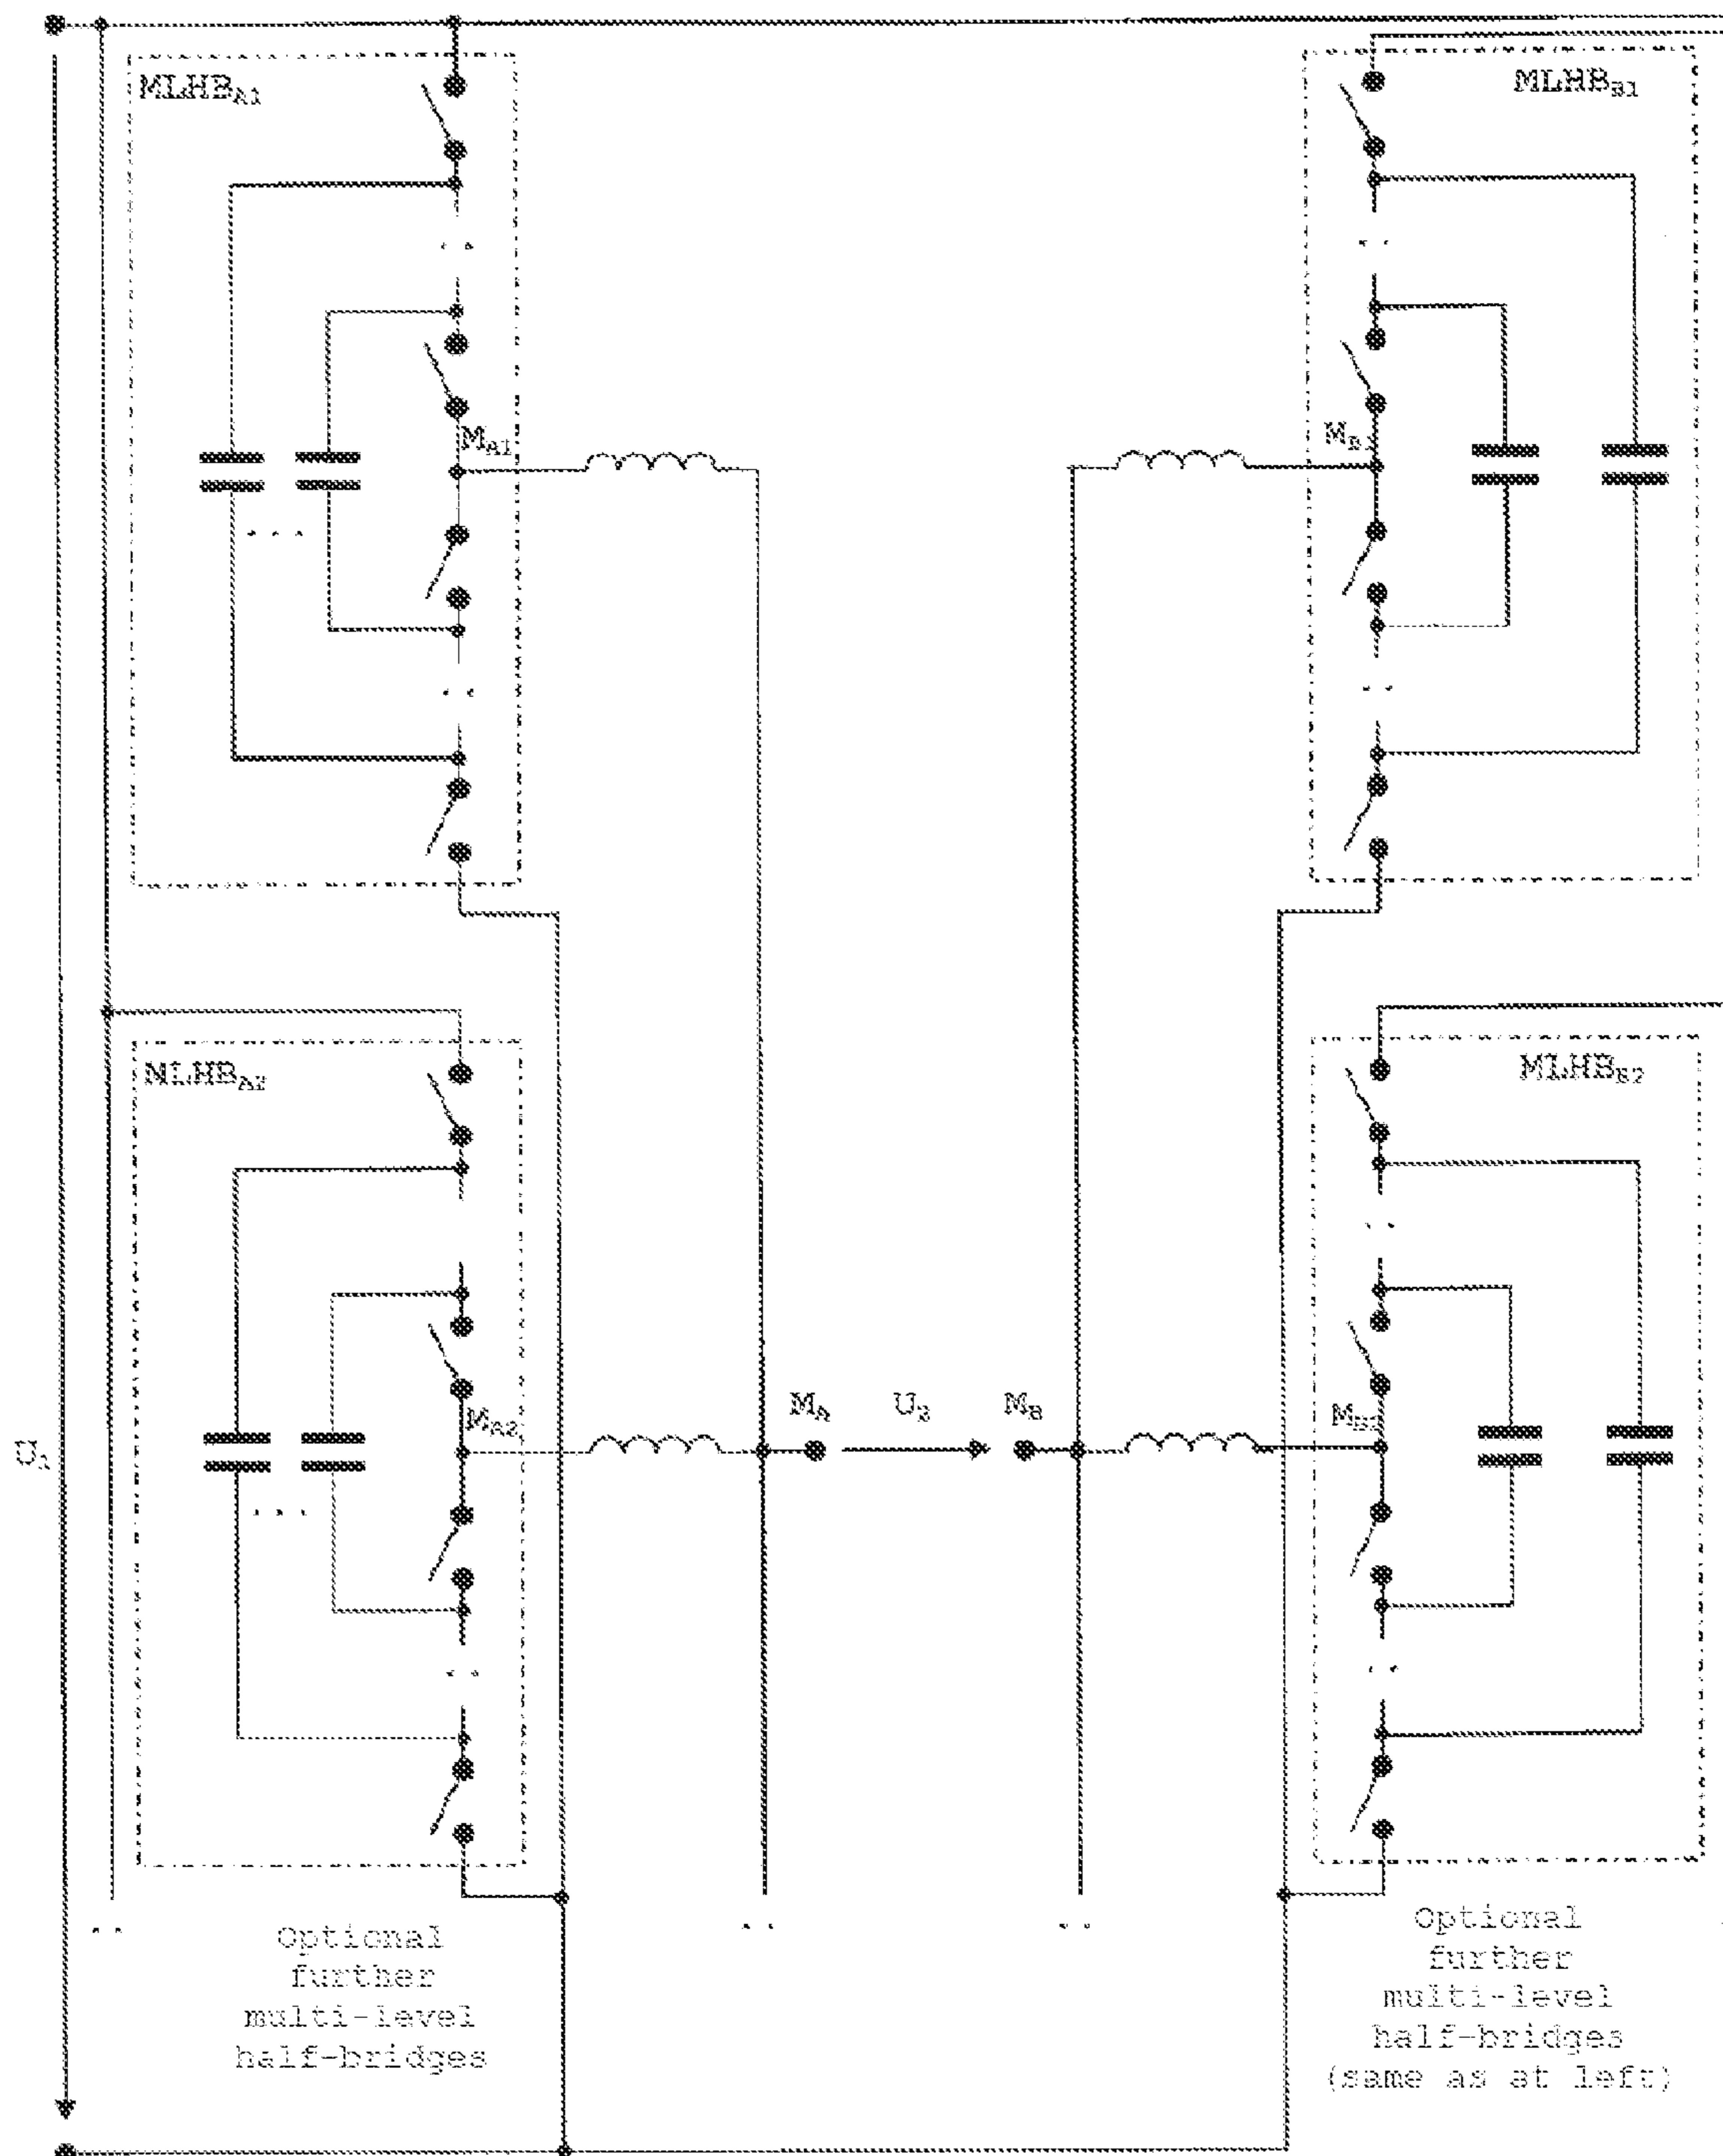 MLHB_A1
MLHB_B1
M_A1
M_B1
MLHB_A2
MLHB_B2
M_A2
M_A
U_2
M_B
M_B2
U_1
Optional
further
multi-level
half-bridges
Optional
further
multi-level
half-bridges
(same as at left)